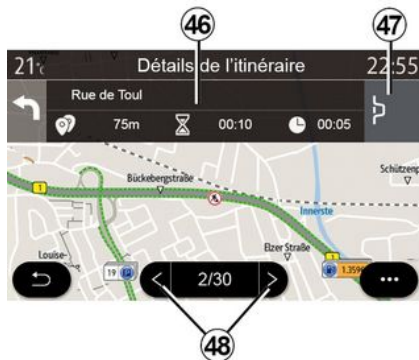 46
47
21°c Détails de l'itinéraire 22:55
Rue de Toul
75m 00:10 00:05
Schützenp
1
Bückebergstraße
Innerste
Elzer Straße
1
Louise-
19 P
2/30
1.359
...
48